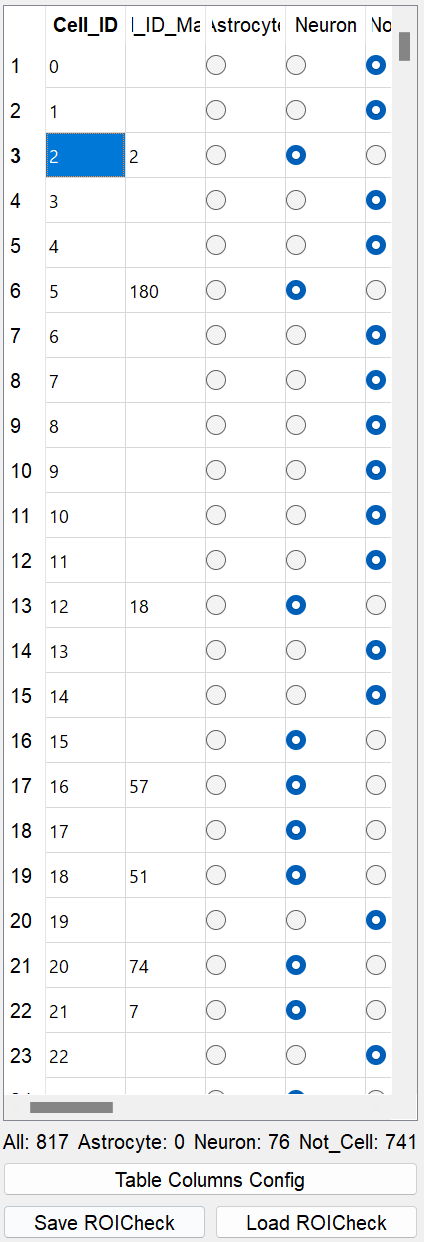 Cell_ID Neuron
1 0
2 1
3 2 2
4 3
5 4
6 5 180
7 6
8 7
9 8
10 9
11 10
12 11
13 12 18
14 13
15 14
16 15
17 16 57
18 17
19 18 51
20 19
21 20 74
22 21 7
23 22
All: 817 Astrocyte: 0 Neuron: 76 Not_Cell: 741
Table Columns Config
Save ROICheck Load ROICheck